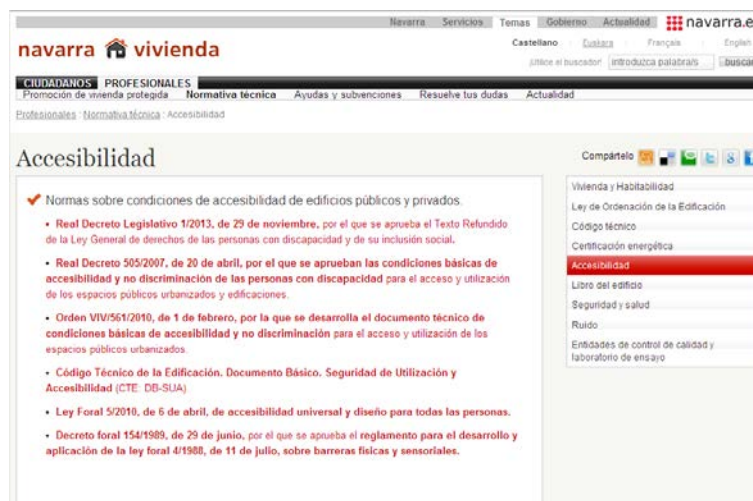 Navarra Servicios Temas Gobierno Actualidad navarra.e
navarra vivienda
Castellano Euskara Français English
¡Utilice el buscador! introduzca palabra/s buscar
CIUDADANOS PROFESIONALES
Promoción de vivienda protegida Normativa técnica Ayudas y subvenciones Resuelve tus dudas Actualidad
Profesionales : Normativa técnica : Accesibilidad
Accesibilidad
Compártelo
Normas sobre condiciones de accesibilidad de edificios públicos y privados.
• Real Decreto Legislativo 1/2013, de 29 de noviembre, por el que se aprueba el Texto Refundido
de la Ley General de derechos de las personas con discapacidad y de su inclusión social.
• Real Decreto 505/2007, de 20 de abril, por el que se aprueban las condiciones básicas de
accesibilidad y no discriminación de las personas con discapacidad para el acceso y utilización
de los espacios públicos urbanizados y edificaciones.
• Orden VIV/561/2010, de 1 de febrero, por la que se desarrolla el documento técnico de
condiciones básicas de accesibilidad y no discriminación para el acceso y utilización de los
espacios públicos urbanizados.
• Código Técnico de la Edificación. Documento Básico. Seguridad de Utilización y
Accesibilidad (CTE: DB-SUA).
• Ley Foral 5/2010, de 6 de abril, de accesibilidad universal y diseño para todas las personas.
• Decreto foral 154/1989, de 29 de junio, por el que se aprueba el reglamento para el desarrollo y
aplicación de la ley foral 4/1988, de 11 de julio, sobre barreras físicas y sensoriales.
Vivienda y Habitabilidad
Ley de Ordenación de la Edificación
Código técnico
Certificación energética
Accesibilidad
Libro del edificio
Seguridad y salud
Ruido
Entidades de control de calidad y
laboratorio de ensayo